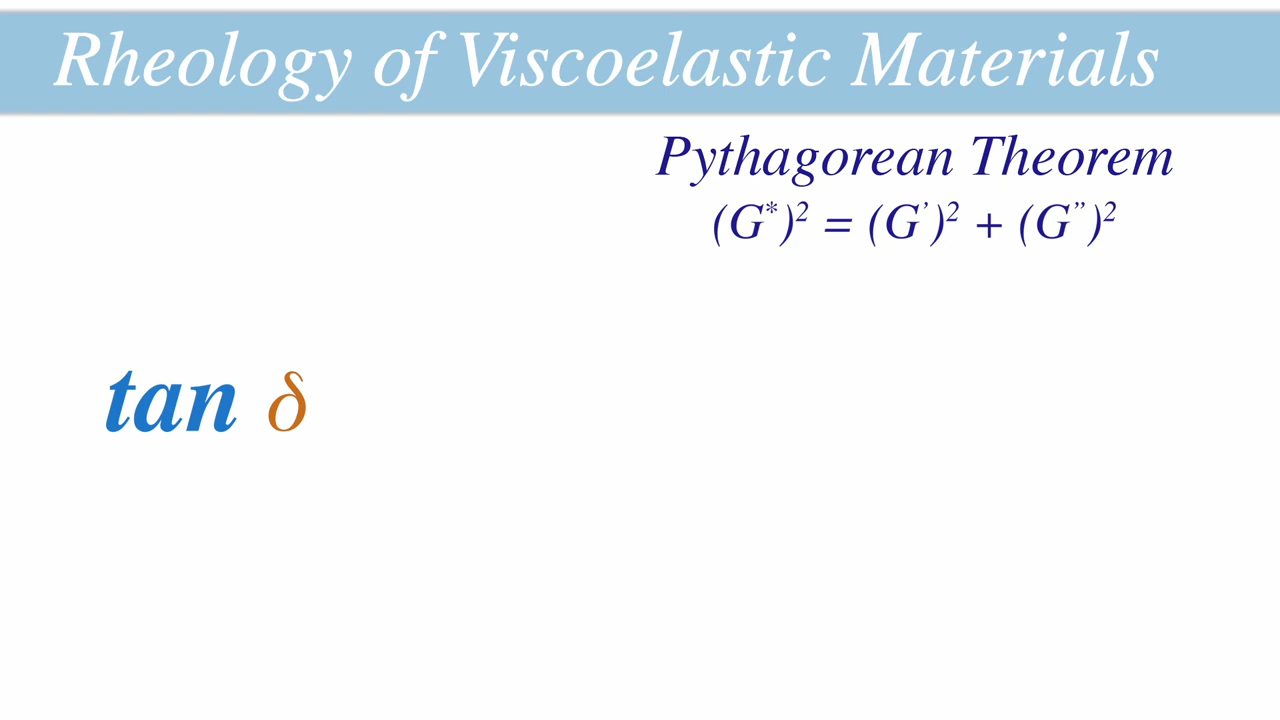 Rheology of Viscoelastic Materials
Pythagorean Theorem
(G*)² = (G’)² + (G”)²
tan δ